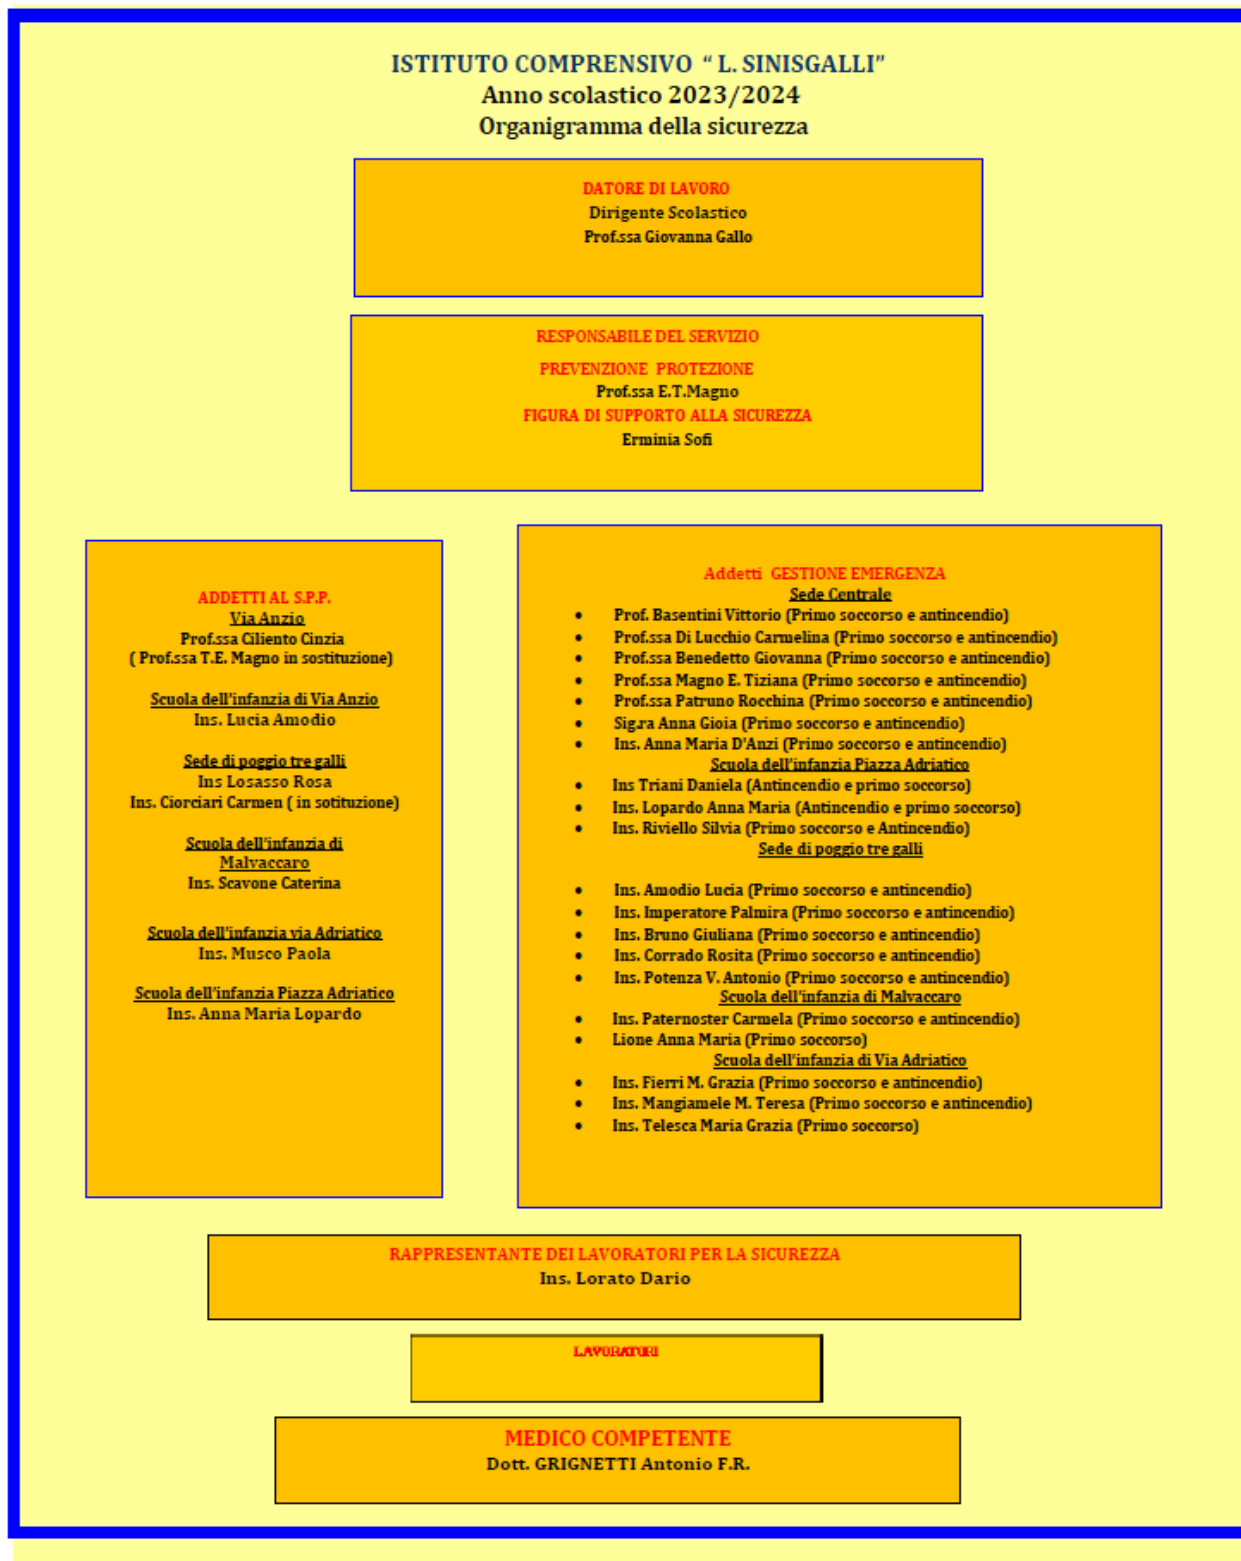 ISTITUTO COMPRENSIVO “ L. SINISGALLI”
Anno scolastico 2023/2024
Organigramma della sicurezza
DATORE DI LAVORO
Dirigente Scolastico
Prof.ssa Giovanna Gallo
RESPONSABILE DEL SERVIZIO
PREVENZIONE PROTEZIONE
Prof.ssa E.T.Magno
FIGURA DI SUPPORTO ALLA SICUREZZA
Erminia Sofi
ADDETTI AL S.P.P.
Via Anzio
Prof.ssa Ciliento Cinzia
( Prof.ssa T.E. Magno in sostituzione)
Scuola dell'infanzia di Via Anzio
Ins. Lucia Amodio
Sede di poggio tre galli
Ins Losasso Rosa
Ins. Ciorciari Carmen ( in sotituzione)
Scuola dell'infanzia di
Malvaccaro
Ins. Scavone Caterina
Scuola dell'infanzia via Adriatico
Ins. Musco Paola
Scuola dell'infanzia Piazza Adriatico
Ins. Anna Maria Lopardo
Addetti GESTIONE EMERGENZA
Sede Centrale
• Prof. Basentini Vittorio (Primo soccorso e antincendio)
• Prof.ssa Di Lucchio Carmelina (Primo soccorso e antincendio)
• Prof.ssa Benedetto Giovanna (Primo soccorso e antincendio)
• Prof.ssa Magno E. Tiziana (Primo soccorso e antincendio)
• Prof.ssa Patruno Rocchina (Primo soccorso e antincendio)
• Sig.ra Anna Gioia (Primo soccorso e antincendio)
• Ins. Anna Maria D'Anzi (Primo soccorso e antincendio)
Scuola dell'infanzia Piazza Adriatico
• Ins Triani Daniela (Antincendio e primo soccorso)
• Ins. Lopardo Anna Maria (Antincendio e primo soccorso)
• Ins. Riviello Silvia (Primo soccorso e Antincendio)
Sede di poggio tre galli
• Ins. Amodio Lucia (Primo soccorso e antincendio)
• Ins. Imperatore Palmira (Primo soccorso e antincendio)
• Ins. Bruno Giuliana (Primo soccorso e antincendio)
• Ins. Corrado Rosita (Primo soccorso e antincendio)
• Ins. Potenza V. Antonio (Primo soccorso e antincendio)
Scuola dell'infanzia di Malvaccaro
• Ins. Paternoster Carmela (Primo soccorso e antincendio)
• Lione Anna Maria (Primo soccorso)
Scuola dell'infanzia di Via Adriatico
• Ins. Fierri M. Grazia (Primo soccorso e antincendio)
• Ins. Mangiamele M. Teresa (Primo soccorso e antincendio)
• Ins. Telesca Maria Grazia (Primo soccorso)
RAPPRESENTANTE DEI LAVORATORI PER LA SICUREZZA
Ins. Lorato Dario
LAVORATORI
MEDICO COMPETENTE
Dott. GRIGNETTI Antonio F.R.